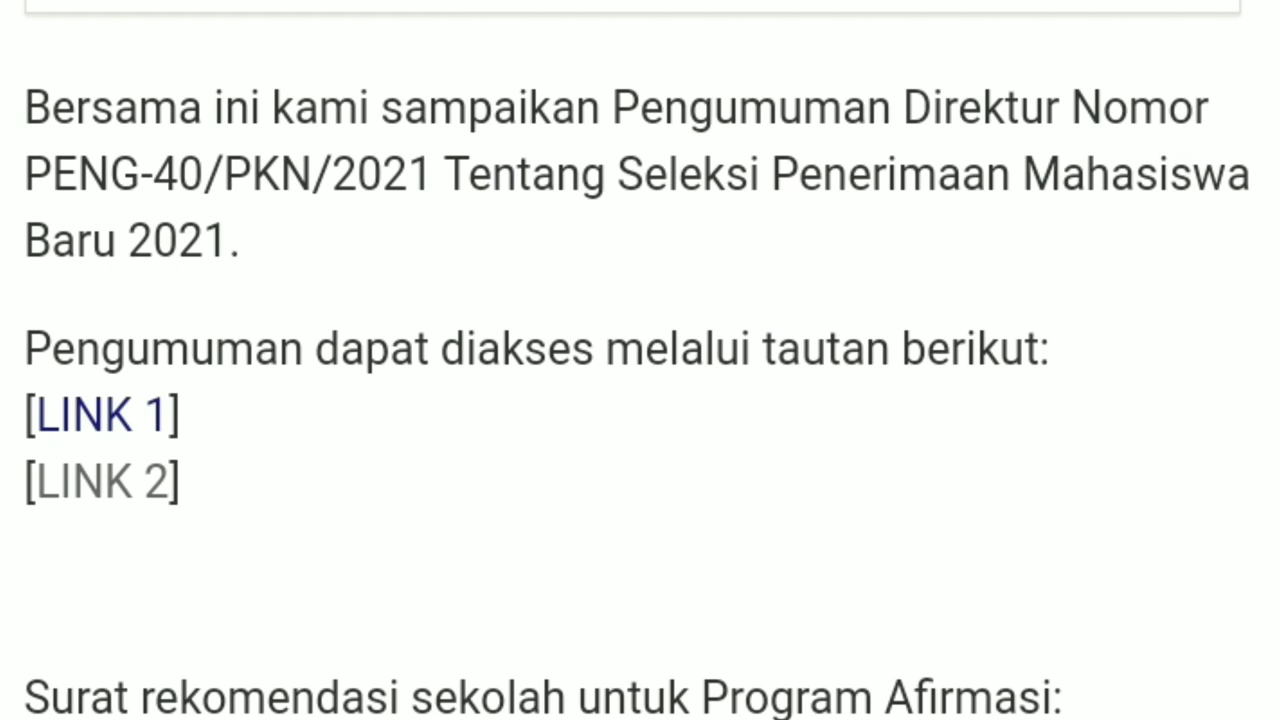 Bersama ini kami sampaikan Pengumuman Direktur Nomor
PENG-40/PKN/2021 Tentang Seleksi Penerimaan Mahasiswa
Baru 2021.
Pengumuman dapat diakses melalui tautan berikut:
[LINK 1]
[LINK 2]
Surat rekomendasi sekolah untuk Program Afirmasi: